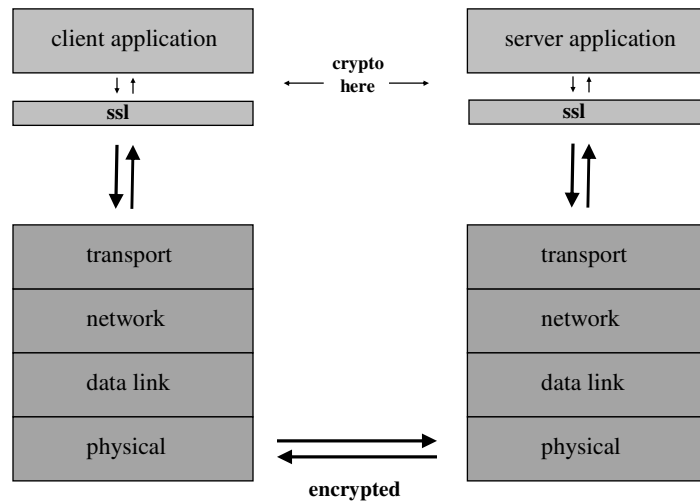 client application
server application
crypto
here
ssl
ssl
transport
transport
network
network
data link
data link
physical
physical
encrypted